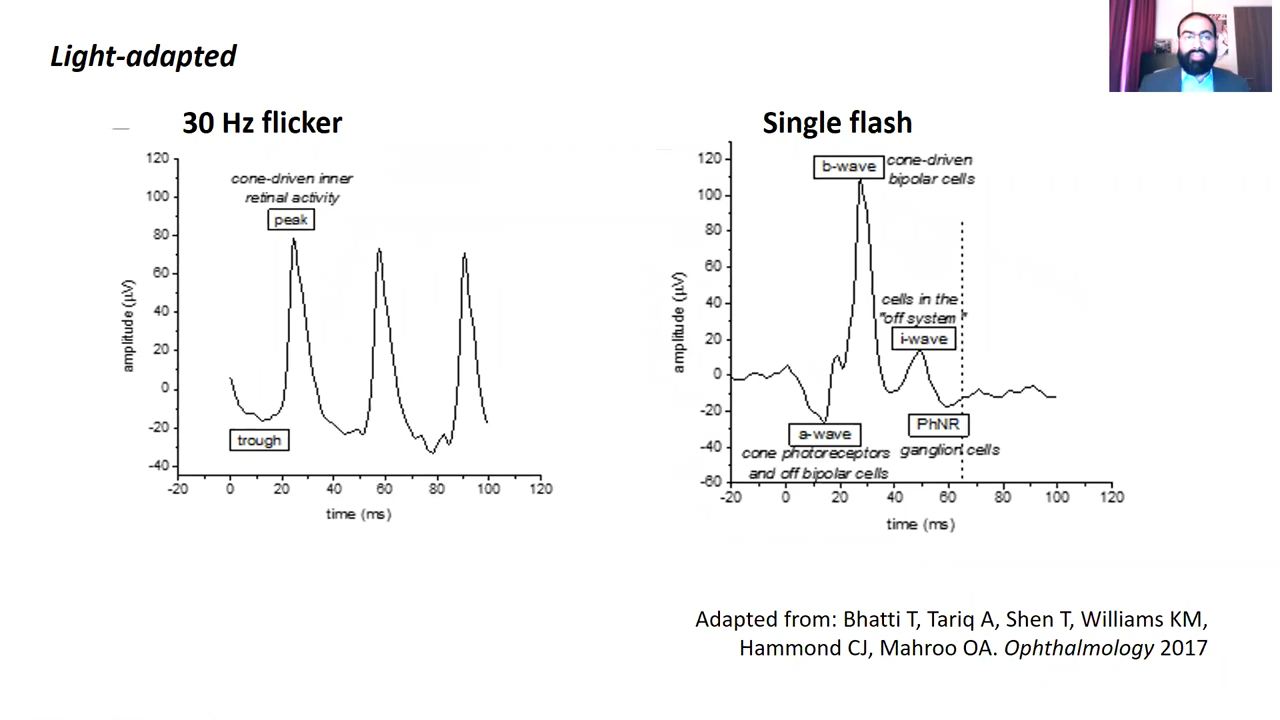 Light-adapted
30 Hz flicker
120
100
80
60
40
20
0
-20
-40
amplitude (µV)
cone-driven inner
retinal activity
peak
trough
-20 0 20 40 60 80 100 120
time (ms)
Single flash
120
100
80
60
40
20
0
-20
-40
-60
amplitude (µV)
b-wave
cone-driven
bipolar cells
cells in the
"off system"
i-wave
a-wave
cone photoreceptors
and off bipolar cells
PhNR
ganglion cells
-20 0 20 40 60 80 100 120
time (ms)
Adapted from: Bhatti T, Tariq A, Shen T, Williams KM,
Hammond CJ, Mahroo OA. Ophthalmology 2017